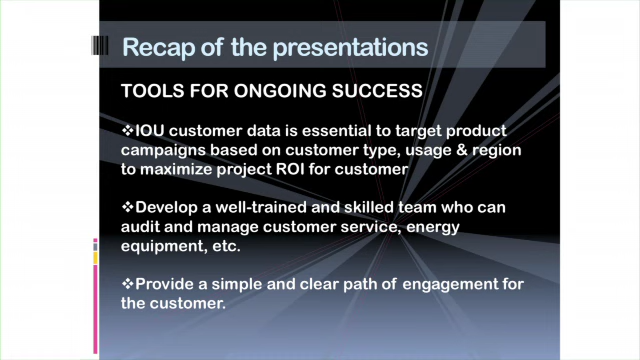 Recap of the presentations
TOOLS FOR ONGOING SUCCESS
❖IOU customer data is essential to target product
campaigns based on customer type, usage & region
to maximize project ROI for customer
❖Develop a well-trained and skilled team who can
audit and manage customer service, energy
equipment, etc.
❖Provide a simple and clear path of engagement for
the customer.